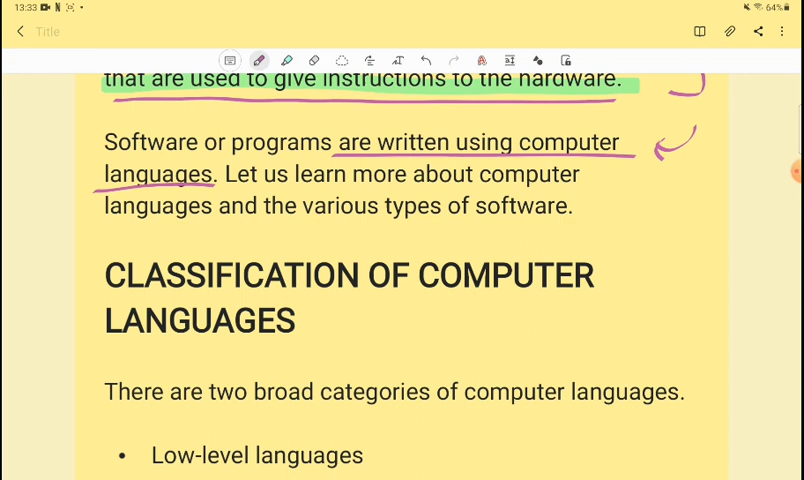 13:33
64%
Title
that are used to give instructions to the hardware.
Software or programs are written using computer
languages. Let us learn more about computer
languages and the various types of software.
CLASSIFICATION OF COMPUTER
LANGUAGES
There are two broad categories of computer languages.
• Low-level languages